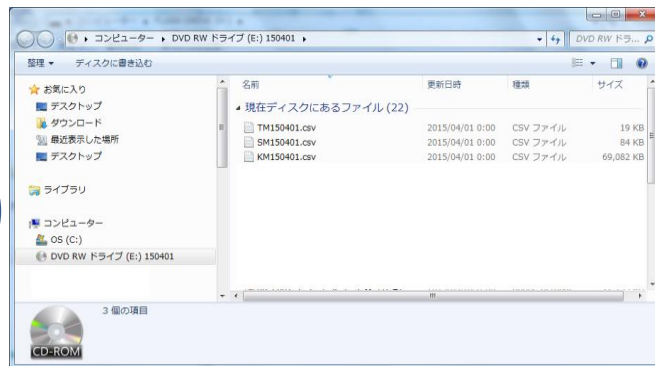 コンピューター ▸ DVD RW ドライブ (E:) 150401 ▸
DVD RW ドラ...
整理 ▼ ディスクに書き込む
お気に入り
デスクトップ
ダウンロード
最近表示した場所
デスクトップ
ライブラリ
コンピューター
OS (C:)
DVD RW ドライブ (E:) 150401
名前 更新日時 種類 サイズ
現在ディスクにあるファイル (22)
TM150401.csv 2015/04/01 0:00 CSV ファイル 19 KB
SM150401.csv 2015/04/01 0:00 CSV ファイル 84 KB
KM150401.csv 2015/04/01 0:00 CSV ファイル 69,082 KB
3 個の項目
CD-ROM